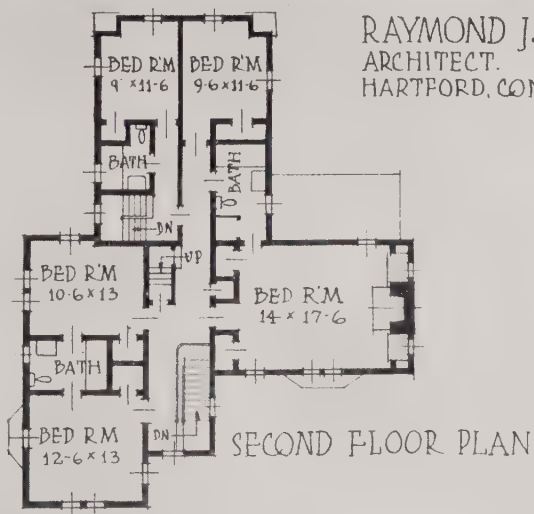 RAYMOND J.
ARCHITECT.
HARTFORD, CON
BED R'M
9' x 11-6
BED R'M
9-6 x 11-6
BATH
BATH
DN
UP
BED R'M
10-6 x 13
BED R'M
14 x 17-6
BATH
BED RM
12-6 x 13
DN
SECOND FLOOR PLAN